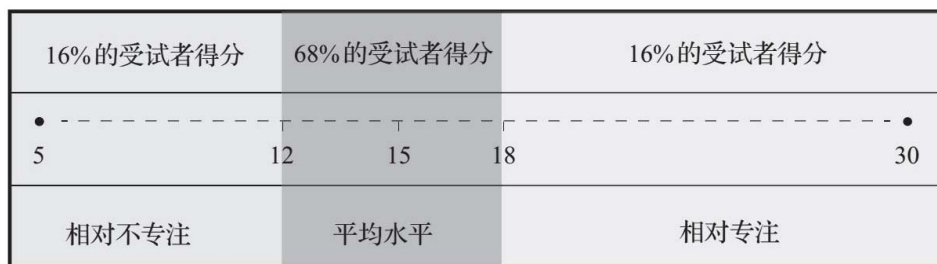 16%的受试者得分 68%的受试者得分 16%的受试者得分
5 12 15 18 30
相对不专注 平均水平 相对专注